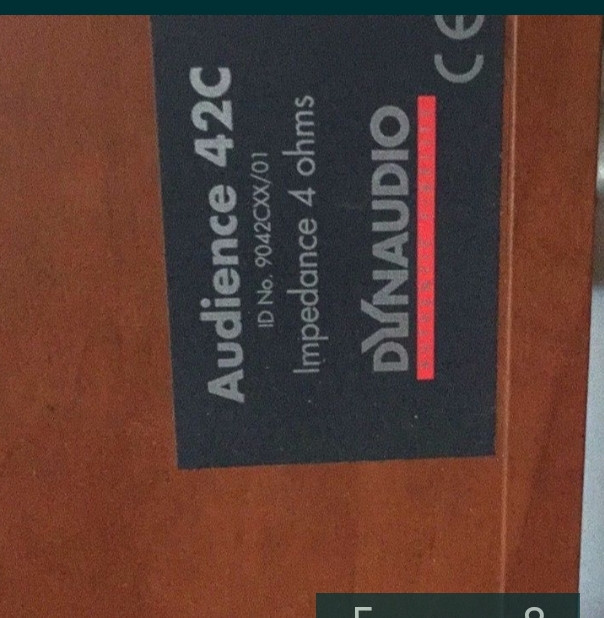 Audience 42C
ID No. 9042CXX/01
Impedance 4 ohms
DYNAUDIO
CE